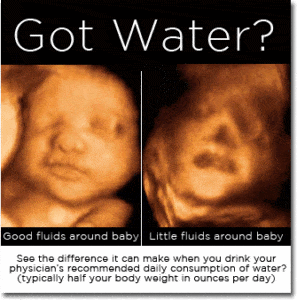 Got Water?
Good fluids around baby
Little fluids around baby
See the difference it can make when you drink your
physician's recommended daily consumption of water?
(typically half your body weight in ounces per day)